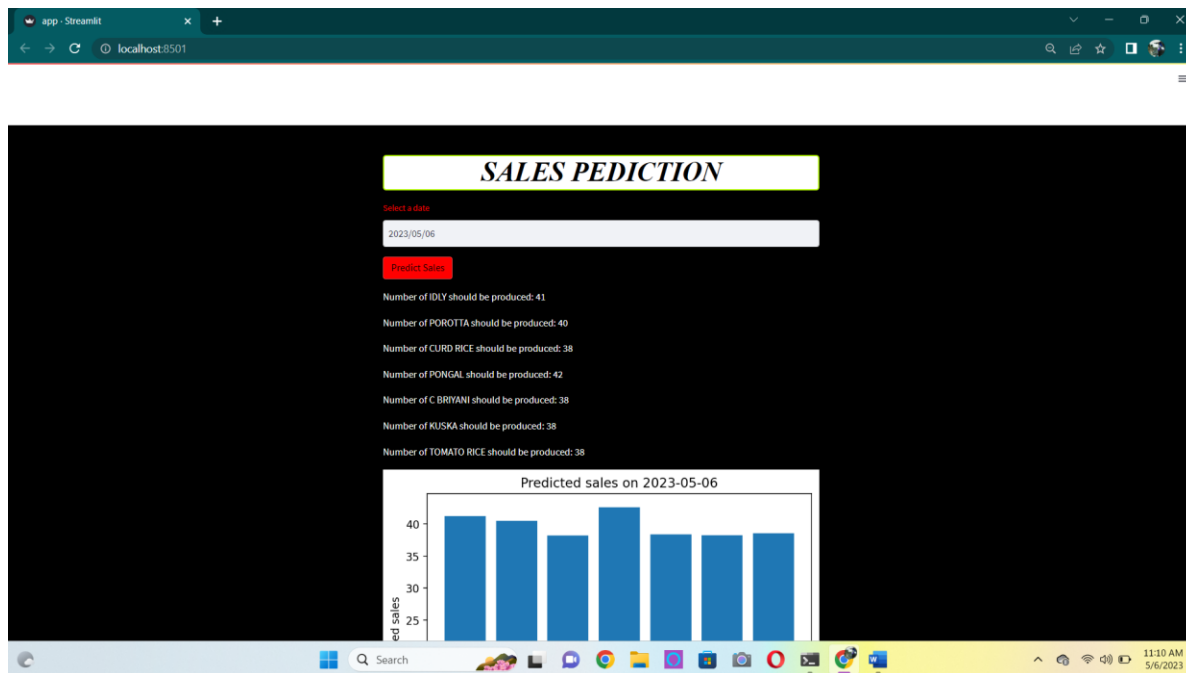 app · Streamlit
localhost:8501
SALES PEDICTION
Select a date
2023/05/06
Predict Sales
Number of IDLY should be produced: 41
Number of POROTTA should be produced: 40
Number of CURD RICE should be produced: 38
Number of PONGAL should be produced: 42
Number of C BRIYANI should be produced: 38
Number of KUSKA should be produced: 38
Number of TOMATO RICE should be produced: 38
Predicted sales on 2023-05-06
40
35
30
25
sales
Search
11:10 AM
5/6/2023